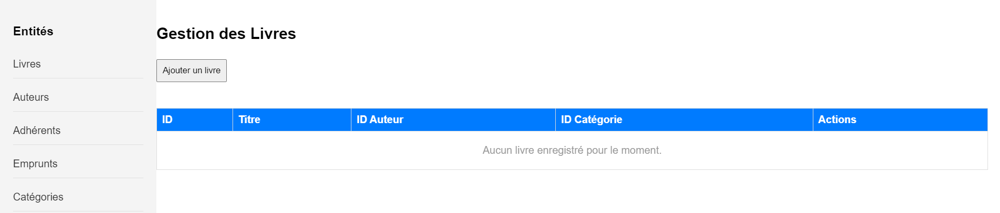 Entités
Livres
Auteurs
Adhérents
Emprunts
Catégories
Gestion des Livres
Ajouter un livre
ID Titre ID Auteur ID Catégorie Actions
Aucun livre enregistré pour le moment.